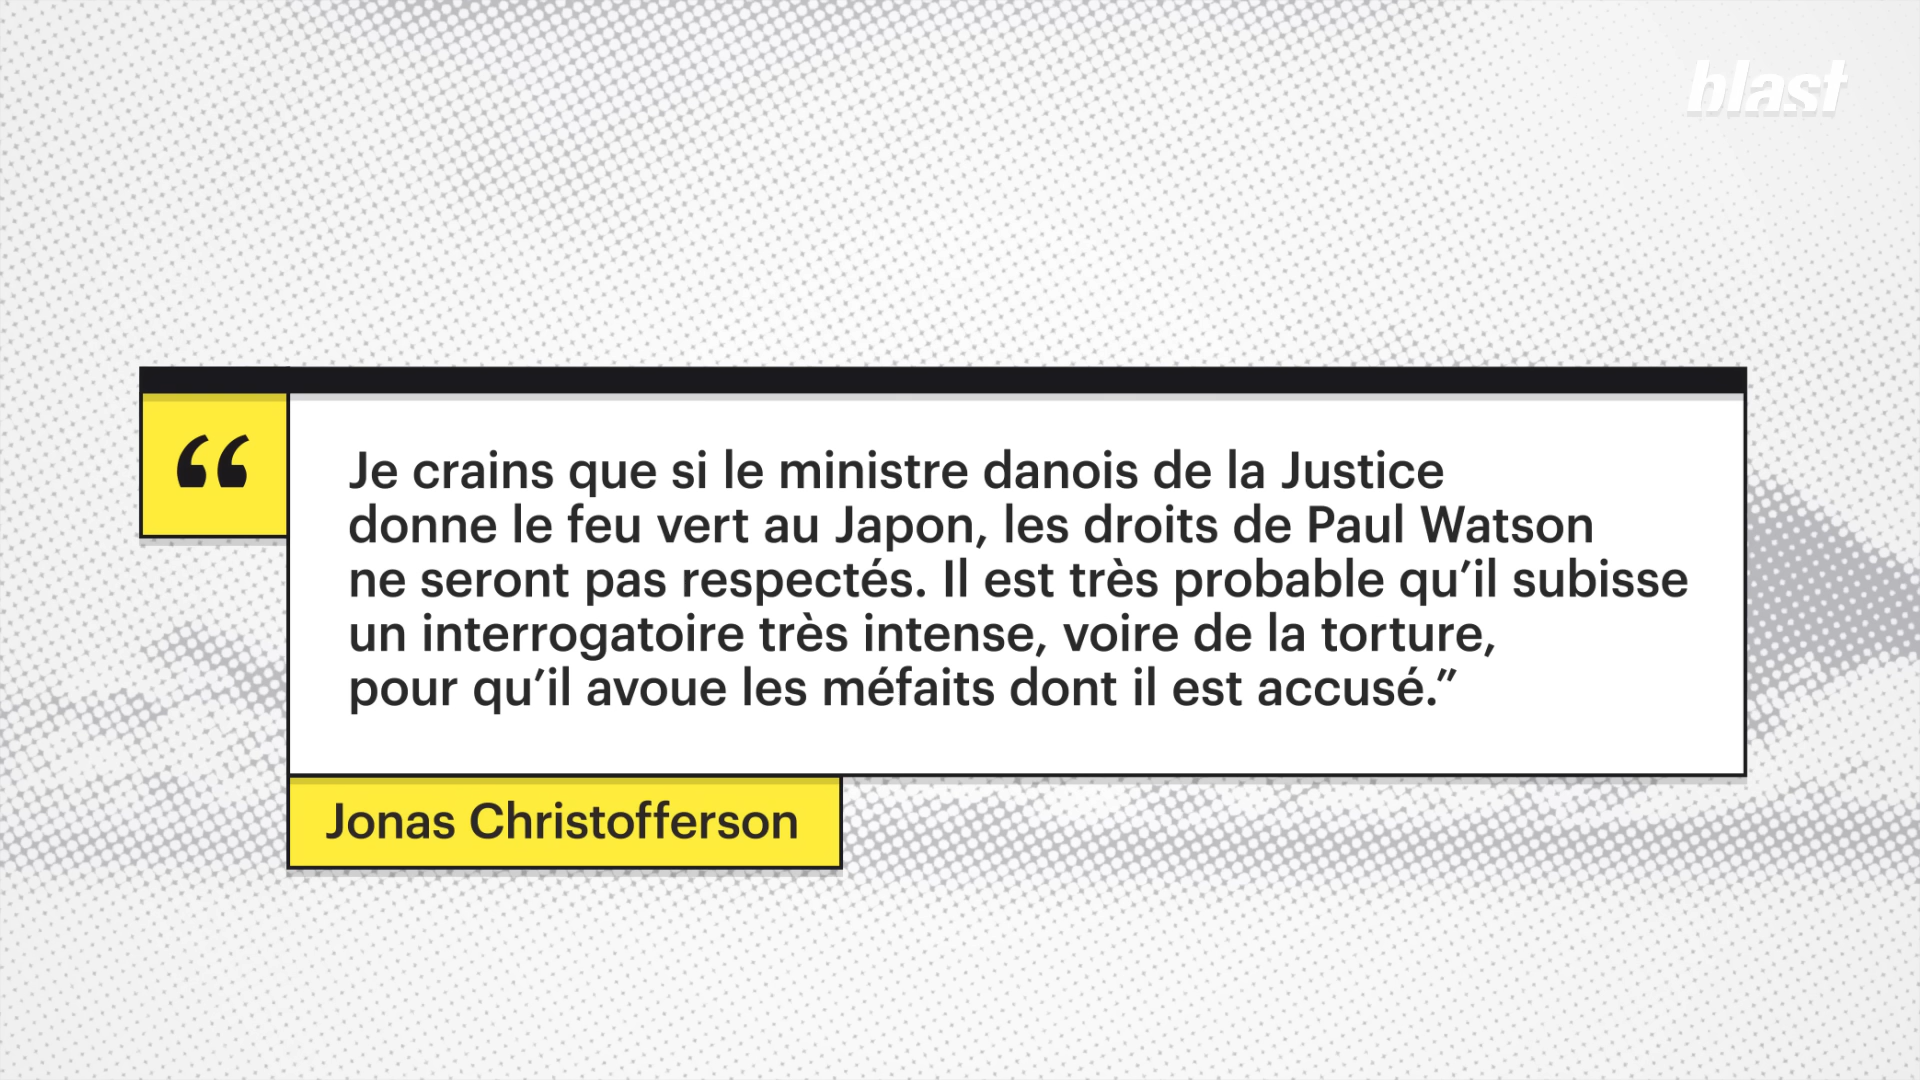 blast
“
Je crains que si le ministre danois de la Justice
donne le feu vert au Japon, les droits de Paul Watson
ne seront pas respectés. Il est très probable qu’il subisse
un interrogatoire très intense, voire de la torture,
pour qu’il avoue les méfaits dont il est accusé.”
Jonas Christofferson